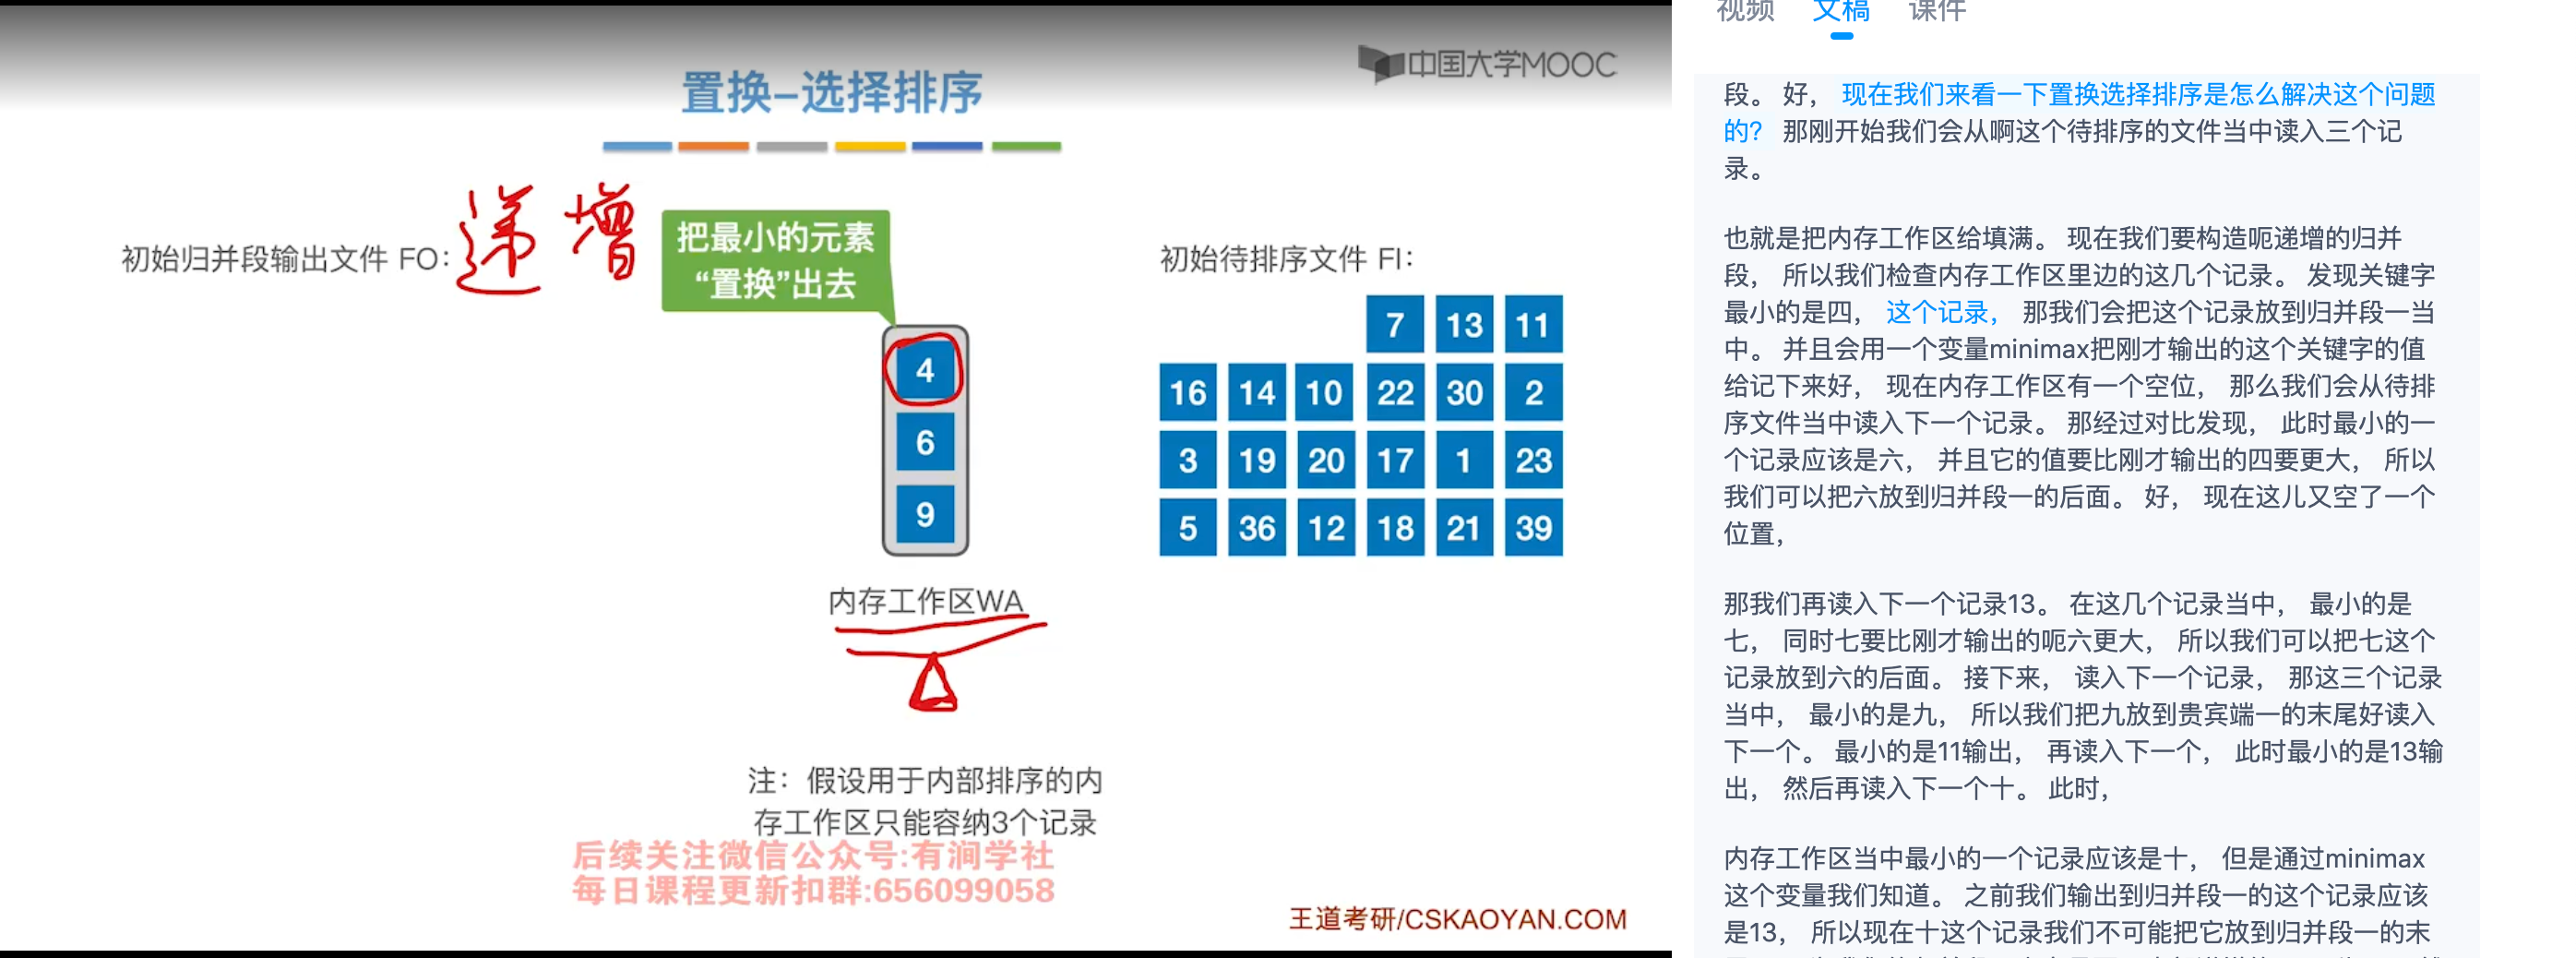 中国大学MOOC
置换–选择排序
初始归并段输出文件 FO：
递增
把最小的元素
“置换”出去
4
6
9
内存工作区WA
注：假设用于内部排序的内
存工作区只能容纳3个记录
初始待排序文件 FI：
7 13 11
16 14 10 22 30 2
3 19 20 17 1 23
5 36 12 18 21 39
后续关注微信公众号:有涧学社
每日课程更新扣群:656099058
王道考研/CSKAOYAN.COM
视频 文稿 课件
段。 好， 现在我们来看一下置换选择排序是怎么解决这个问题
的？ 那刚开始我们会从啊这个待排序的文件当中读入三个记
录。
也就是把内存工作区给填满。 现在我们要构造呃递增的归并
段， 所以我们检查内存工作区里边的这几个记录。 发现关键字
最小的是四， 这个记录， 那我们会把这个记录放到归并段一当
中。 并且会用一个变量minimax把刚才输出的这个关键字的值
给记下来好， 现在内存工作区有一个空位， 那么我们会从待排
序文件当中读入下一个记录。 那经过对比发现， 此时最小的一
个记录应该是六， 并且它的值要比刚才输出的四要更大， 所以
我们可以把六放到归并段一的后面。 好， 现在这儿又空了一个
位置，
那我们再读入下一个记录13。 在这几个记录当中， 最小的是
七， 同时七要比刚才输出的呃六更大， 所以我们可以把七这个
记录放到六的后面。 接下来， 读入下一个记录， 那这三个记录
当中， 最小的是九， 所以我们把九放到贵宾端一的末尾好读入
下一个。 最小的是11输出， 再读入下一个， 此时最小的是13输
出， 然后再读入下一个十。 此时，
内存工作区当中最小的一个记录应该是十， 但是通过minimax
这个变量我们知道。 之前我们输出到归并段一的这个记录应该
是13， 所以现在十这个记录我们不可能把它放到归并段一的末